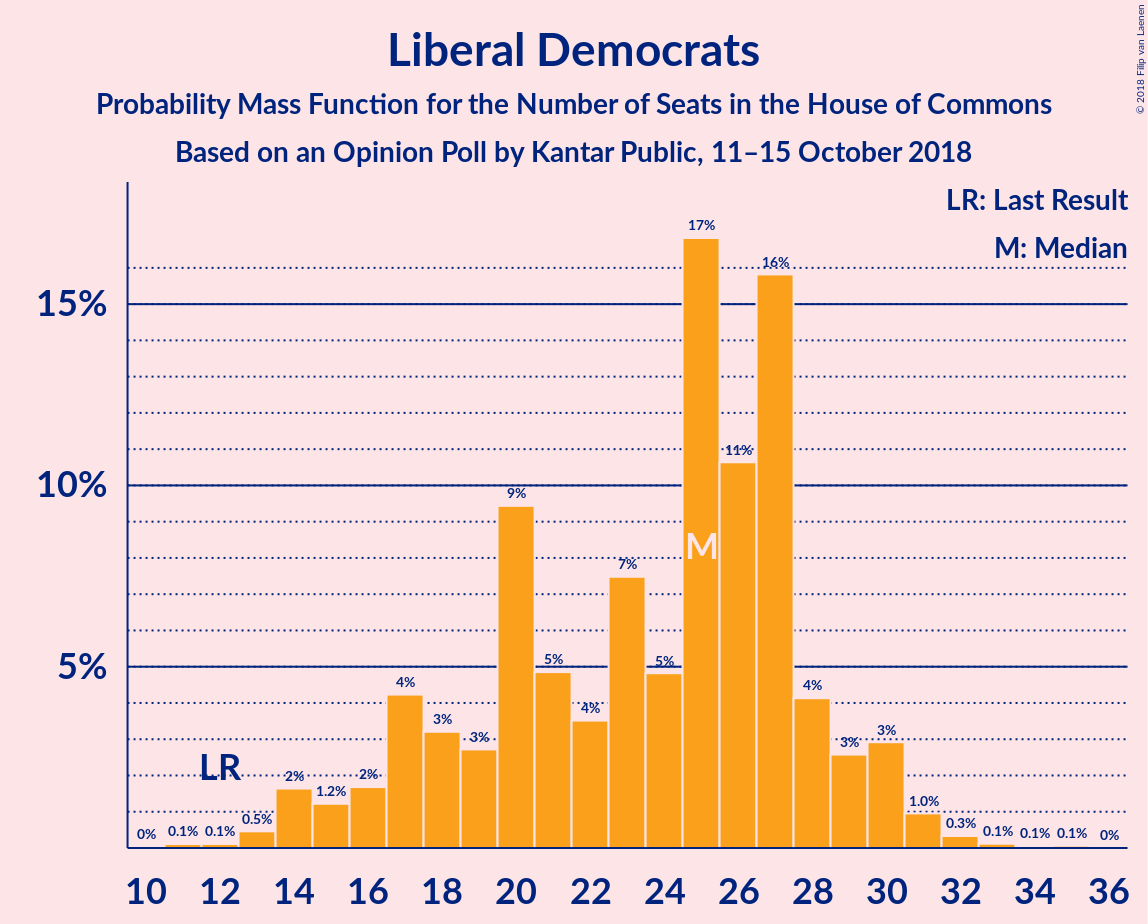 © 2018 Filip van Laenen
Liberal Democrats
Probability Mass Function for the Number of Seats in the House of Commons
Based on an Opinion Poll by Kantar Public, 11–15 October 2018
LR: Last Result
M: Median
15%
10%
5%
0% 0.1% 0.1% 0.5% 2% 1.2% 2% 4% 3% 3% 9% 5% 4% 7% 5% 17% 11% 16% 4% 3% 3% 1.0% 0.3% 0.1% 0.1% 0.1% 0%
LR
M
10 12 14 16 18 20 22 24 26 28 30 32 34 36